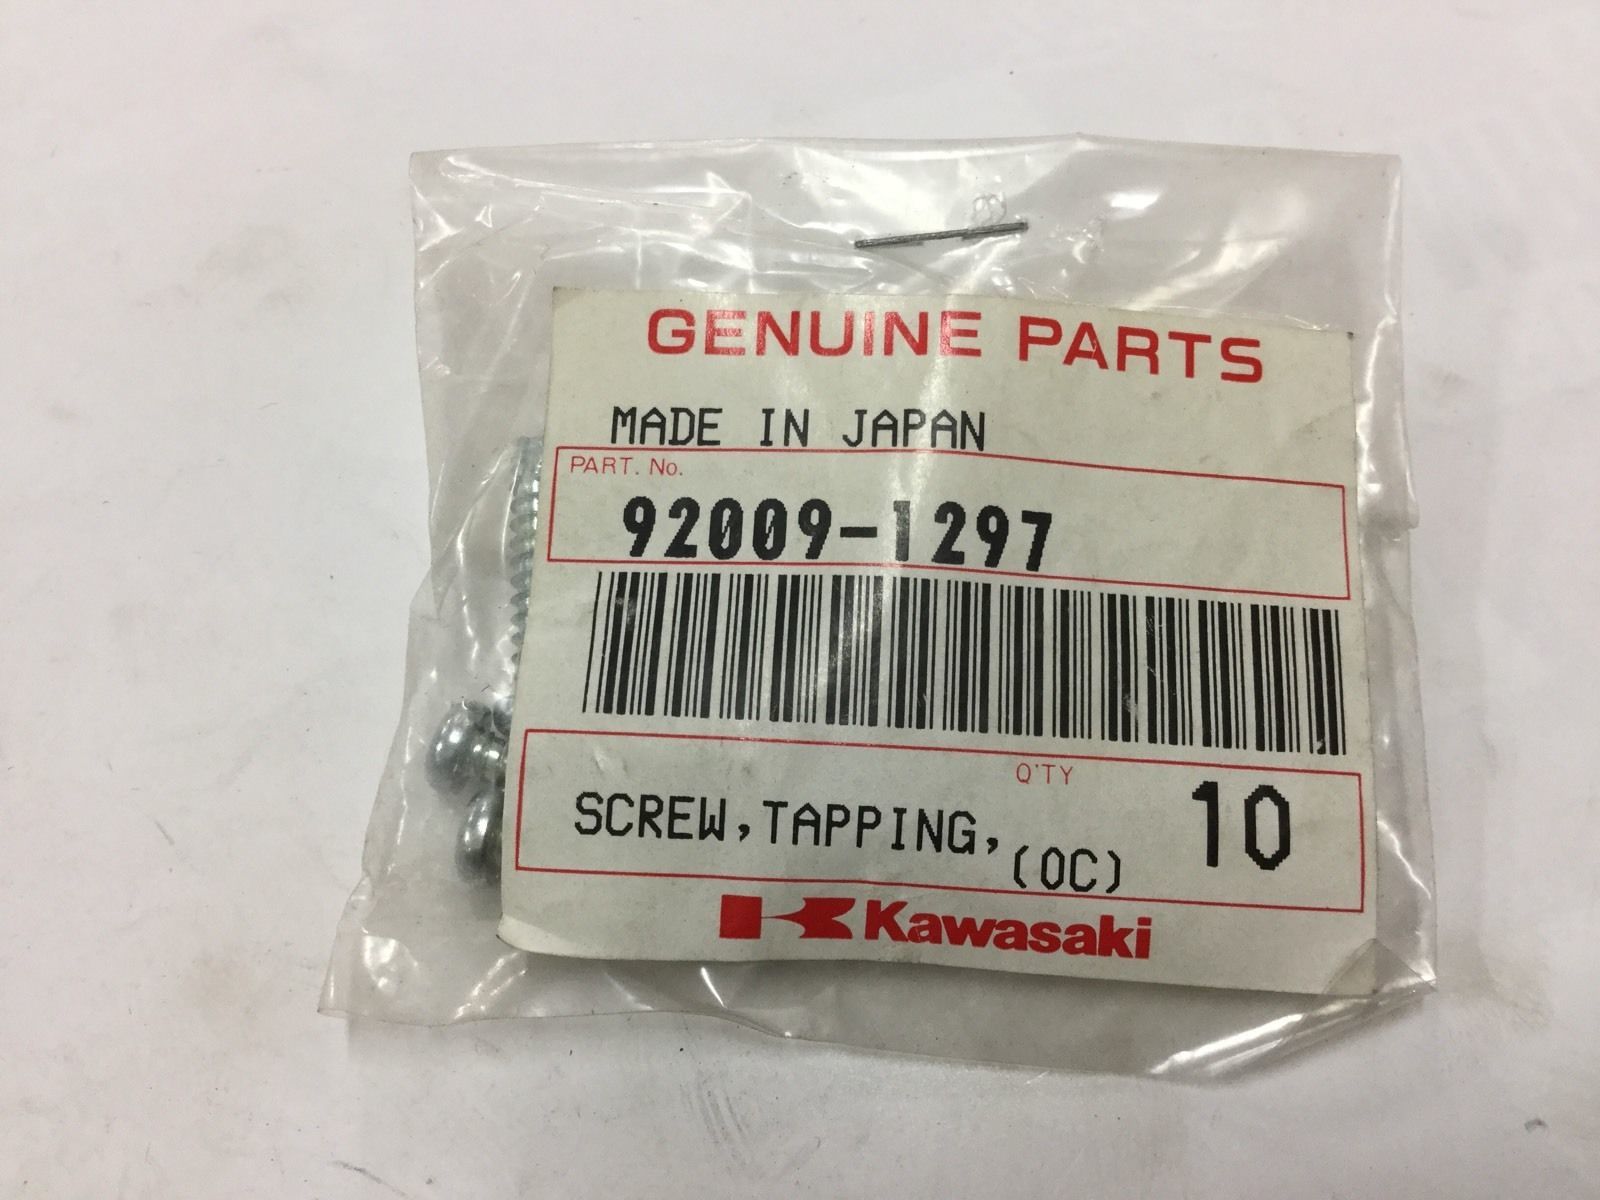 GENUINE PARTS
MADE IN JAPAN
PART. No.
92009-1297
Q'TY
SCREW,TAPPING,(OC) 10
Kawasaki